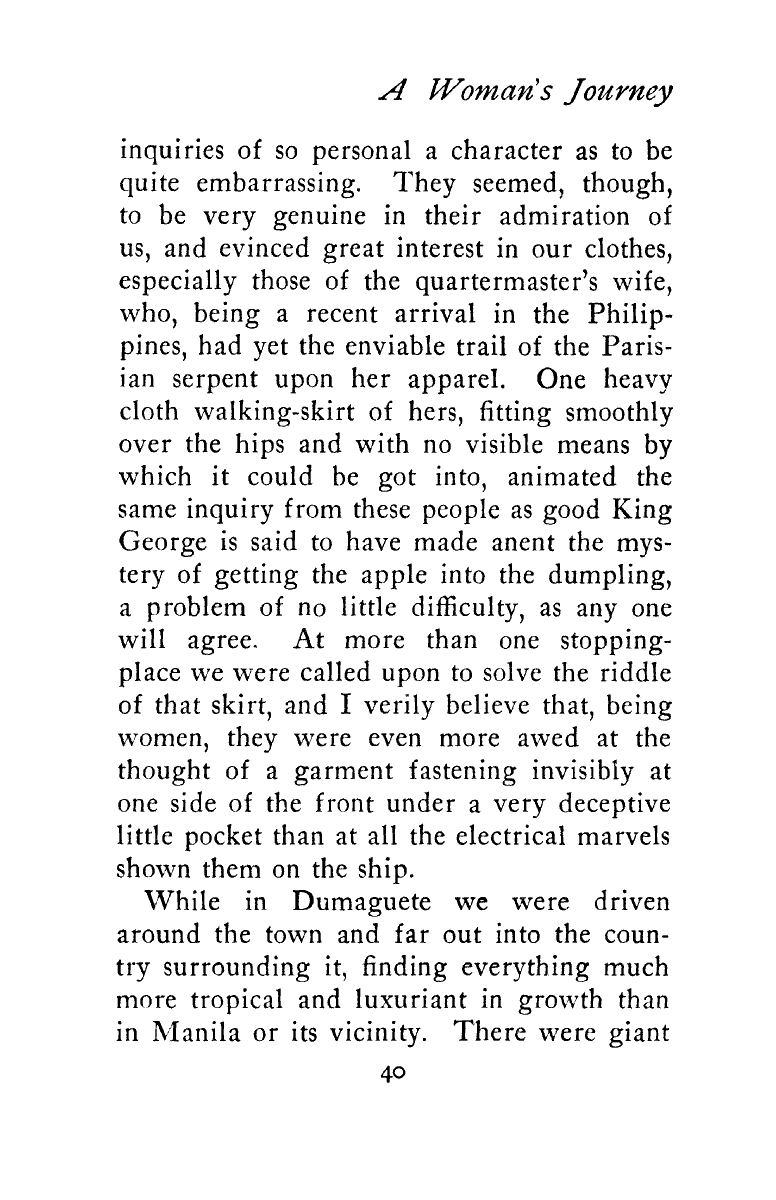 A Woman's Journey
inquiries of so personal a character as to be
quite embarrassing. They seemed, though,
to be very genuine in their admiration of
us, and evinced great interest in our clothes,
especially those of the quartermaster's wife,
who, being a recent arrival in the Philip-
pines, had yet the enviable trail of the Paris-
ian serpent upon her apparel. One heavy
cloth walking-skirt of hers, fitting smoothly
over the hips and with no visible means by
which it could be got into, animated the
same inquiry from these people as good King
George is said to have made anent the mys-
tery of getting the apple into the dumpling,
a problem of no little difficulty, as any one
will agree. At more than one stopping-
place we were called upon to solve the riddle
of that skirt, and I verily believe that, being
women, they were even more awed at the
thought of a garment fastening invisibly at
one side of the front under a very deceptive
little pocket than at all the electrical marvels
shown them on the ship.
While in Dumaguete we were driven
around the town and far out into the coun-
try surrounding it, finding everything much
more tropical and luxuriant in growth than
in Manila or its vicinity. There were giant
40